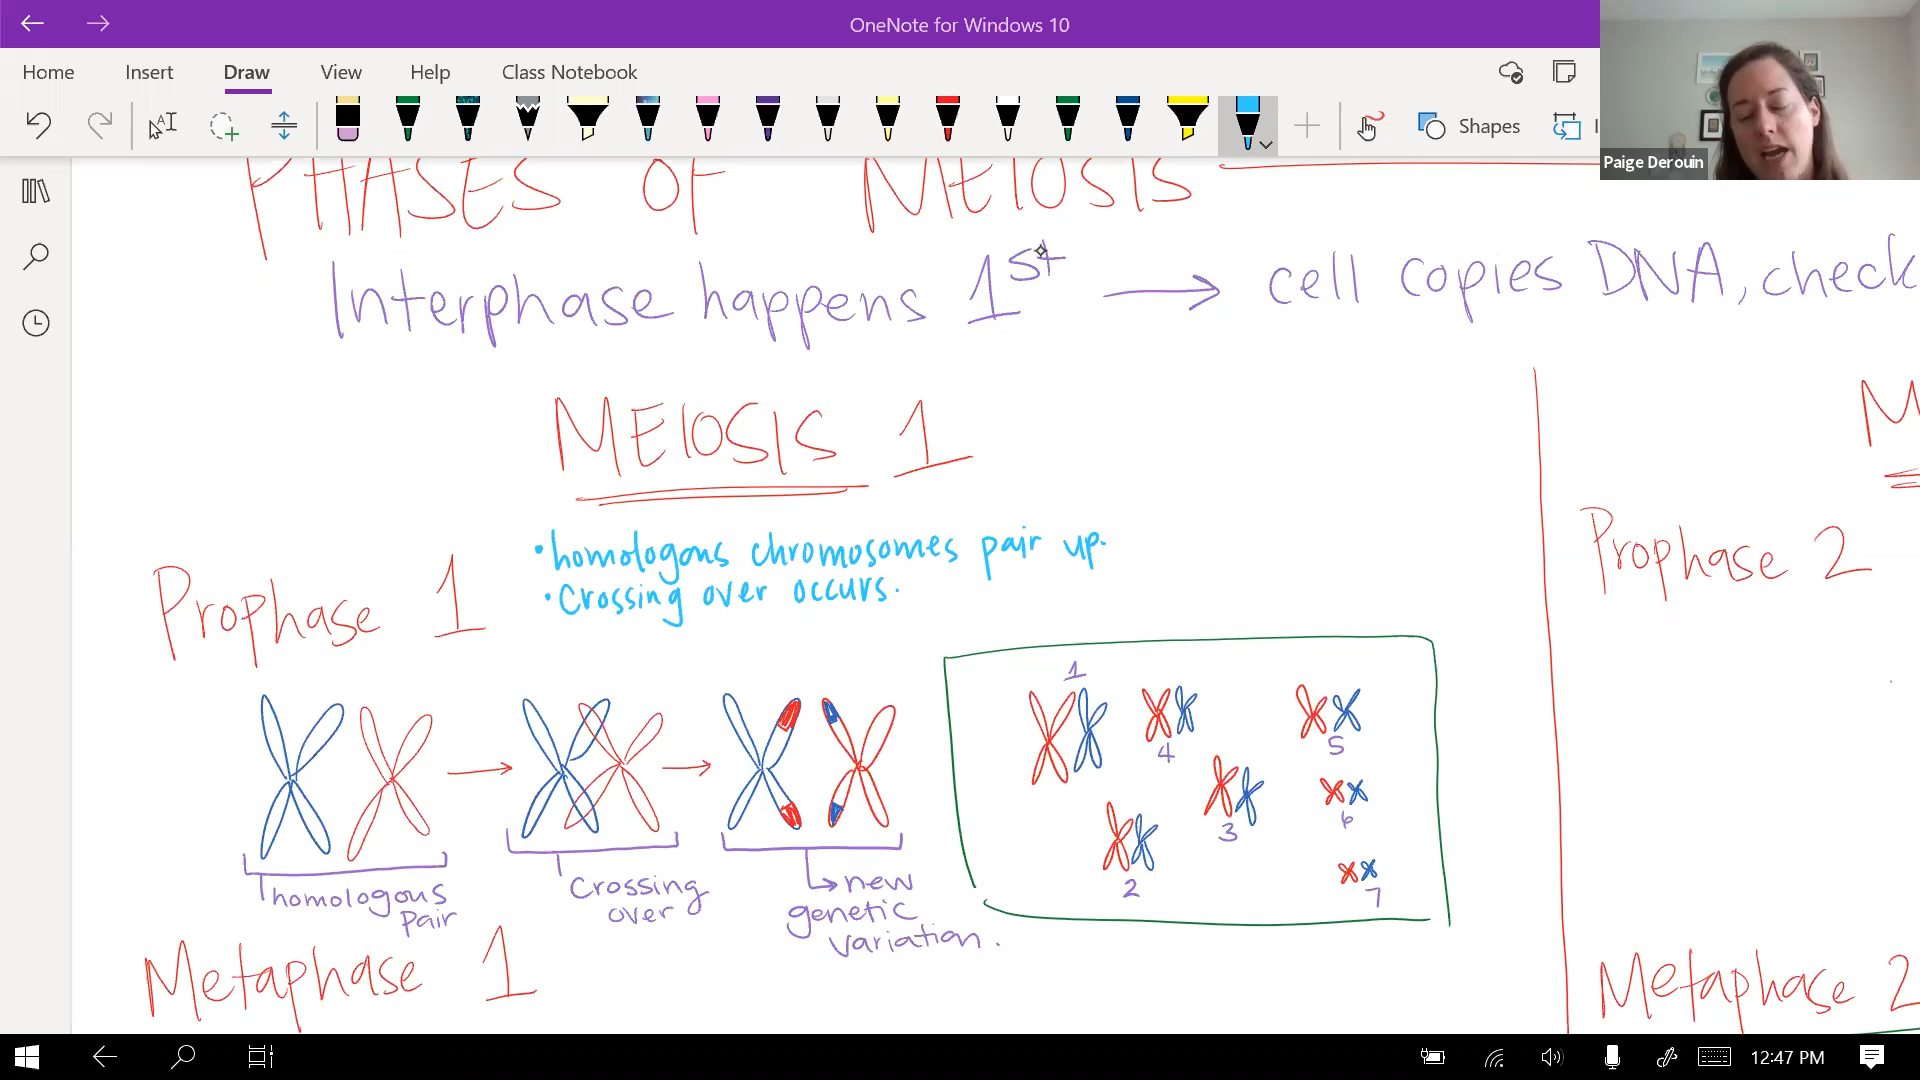 OneNote for Windows 10
Home Insert Draw View Help Class Notebook
Shapes
Paige Derouin
PHASES OF MEIOSIS
Interphase happens 1st → cell copies DNA, check
MEIOSIS 1
• homologous chromosomes pair up.
• Crossing over occurs.
Prophase 1
Prophase 2
1
4
5
3
6
2
7
homologous
pair
Crossing
over
new
genetic
variation.
Metaphase 1
Metaphase 2
12:47 PM